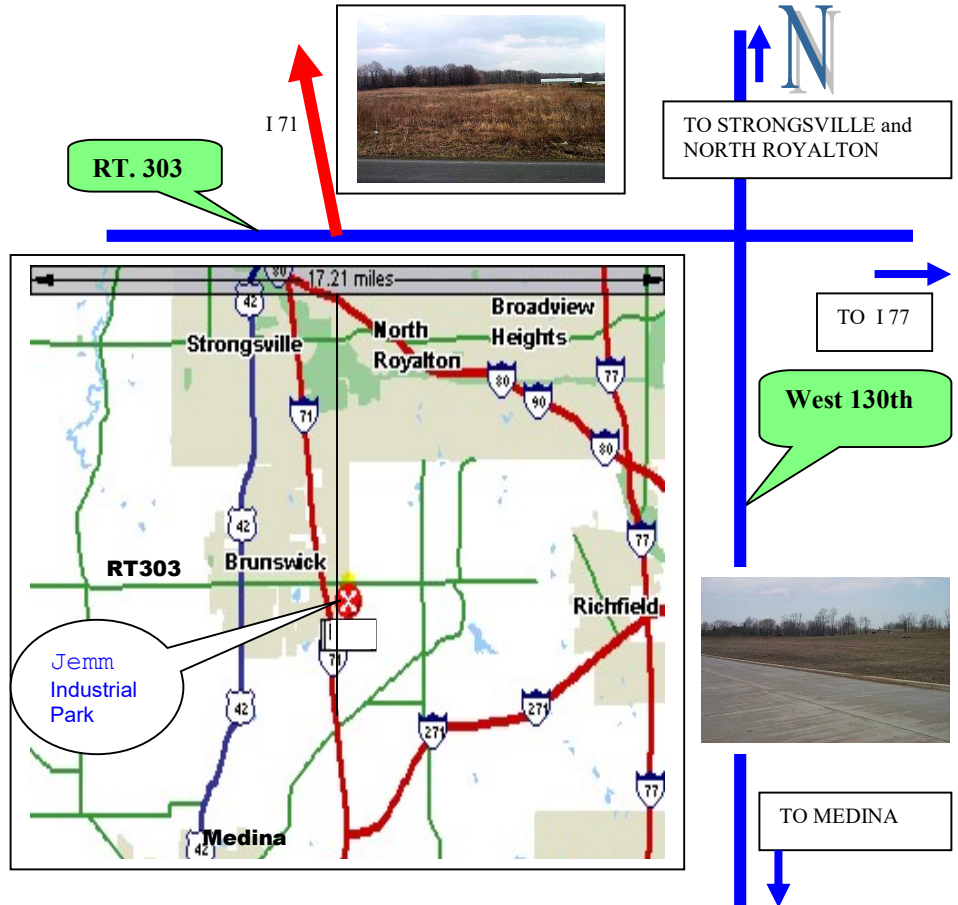 N
I 71
TO STRONGSVILLE and
NORTH ROYALTON
RT. 303
TO I 77
West 130th
TO MEDINA
80
17.21 miles
42
Strongsville
North
Royalton
Broadview
Heights
77
80
90
71
80
42
77
RT303
Brunswick
Richfield
Jemm
Industrial
Park
71
42
271
271
77
Medina
42